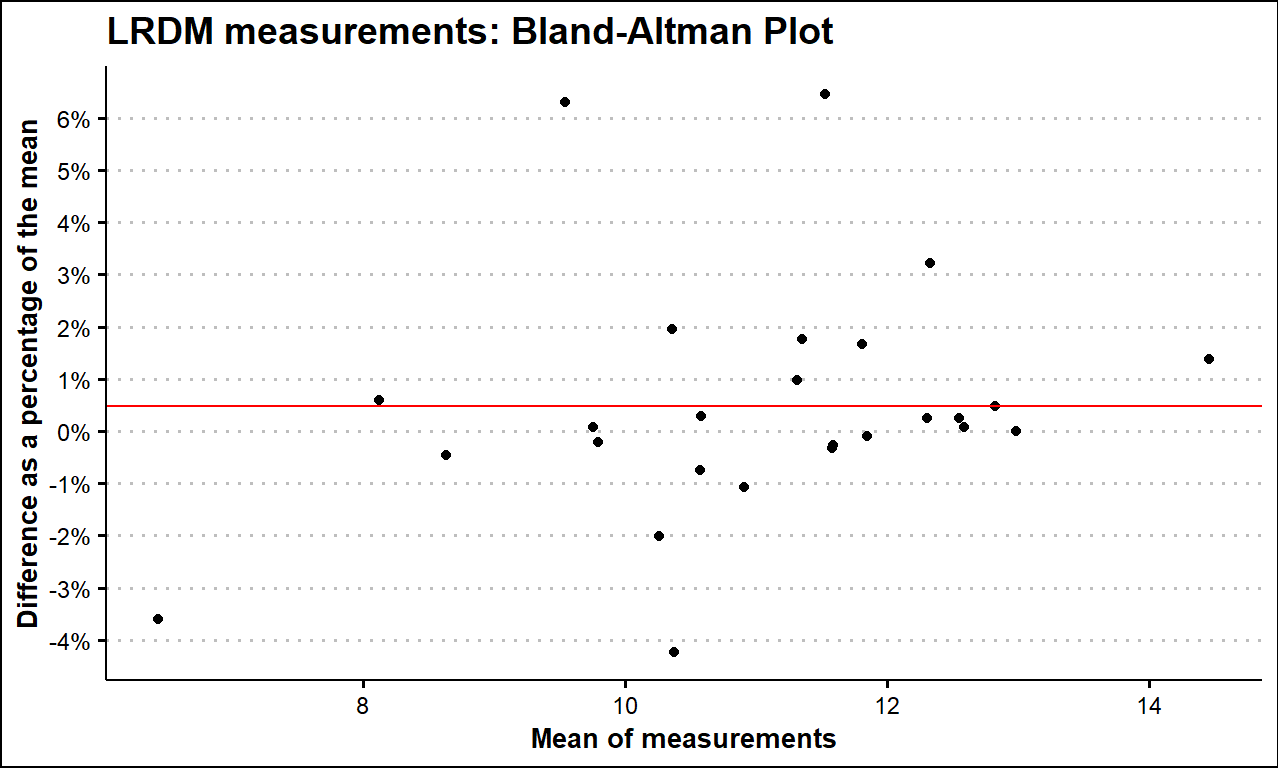 LRDM measurements: Bland-Altman Plot
Difference as a percentage of the mean
6%
5%
4%
3%
2%
1%
0%
-1%
-2%
-3%
-4%
8 10 12 14
Mean of measurements